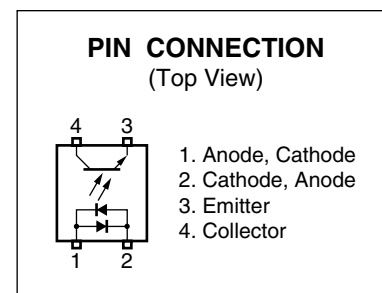 PIN CONNECTION
(Top View)
4 3
1. Anode, Cathode
2. Cathode, Anode
3. Emitter
4. Collector
1 2